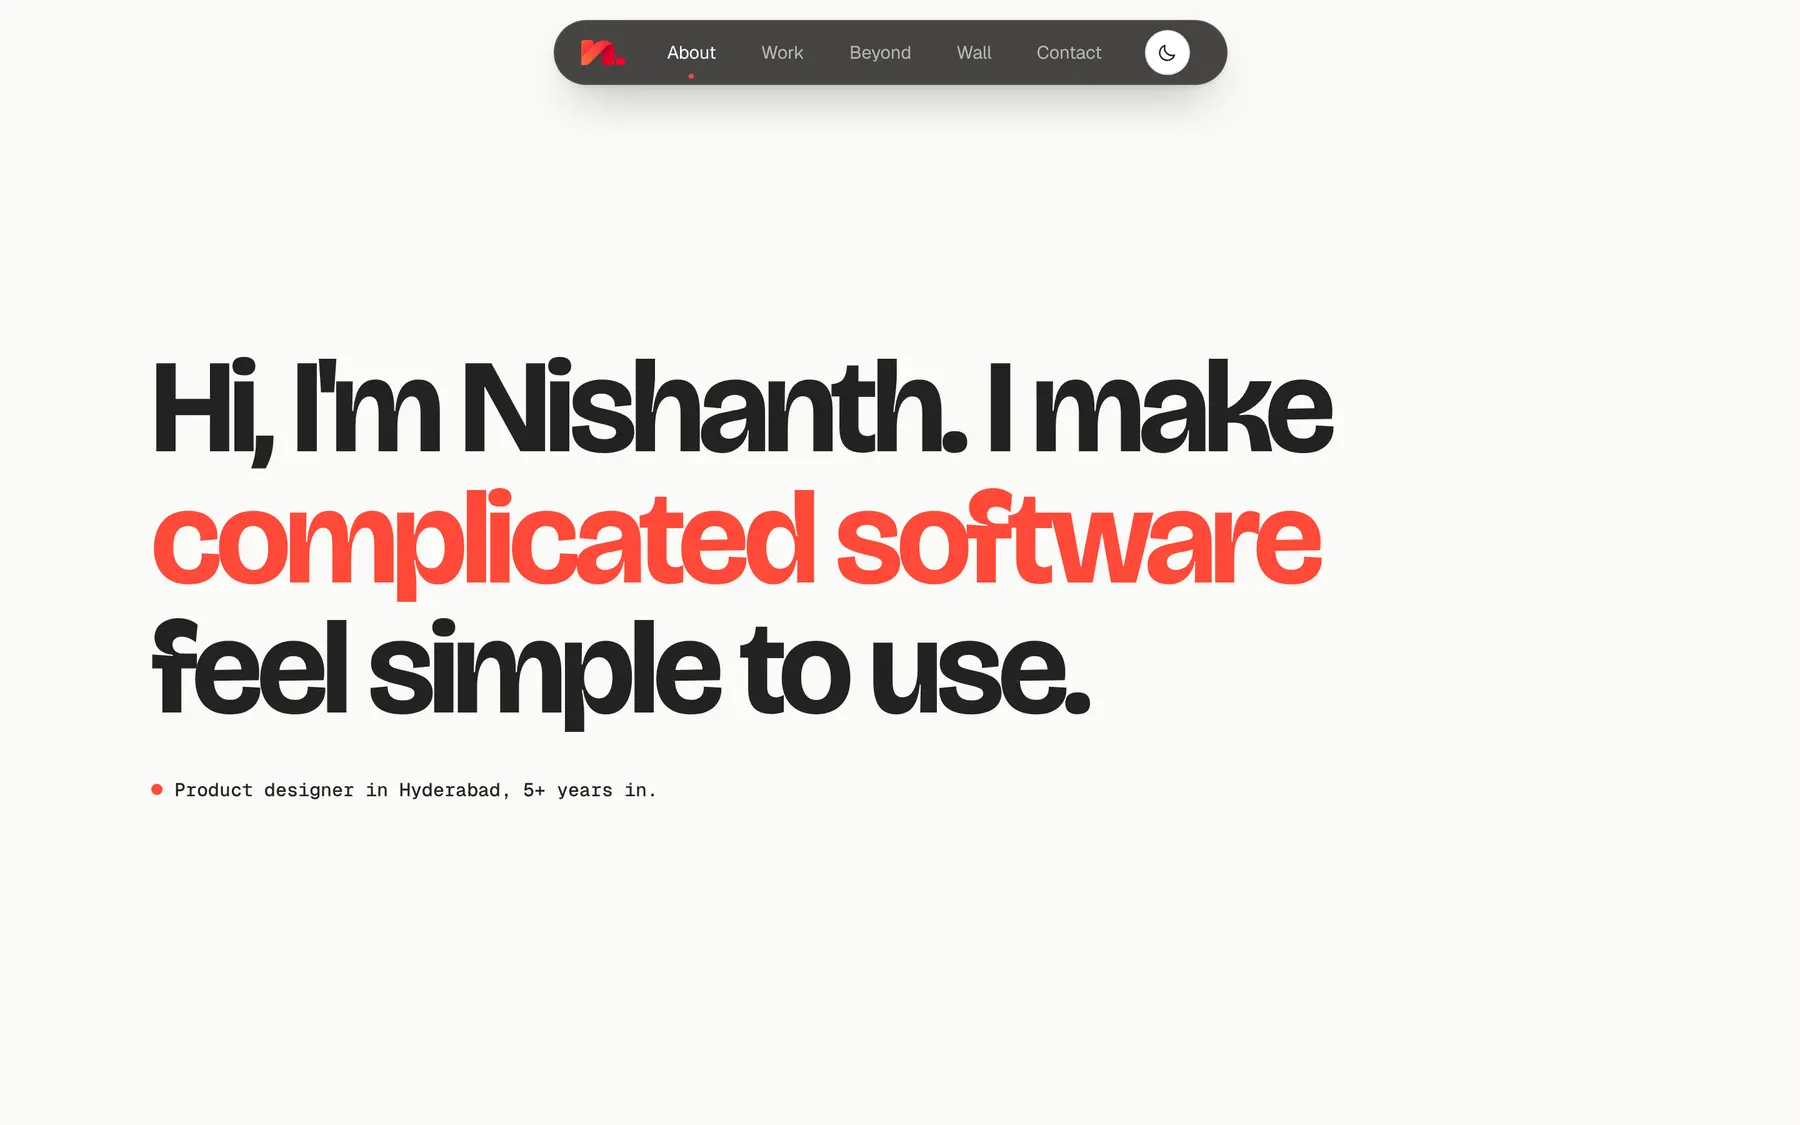 n.
About
Work
Beyond
Wall
Contact
Hi, I'm Nishanth. I make
complicated software
feel simple to use.
Product designer in Hyderabad, 5+ years in.